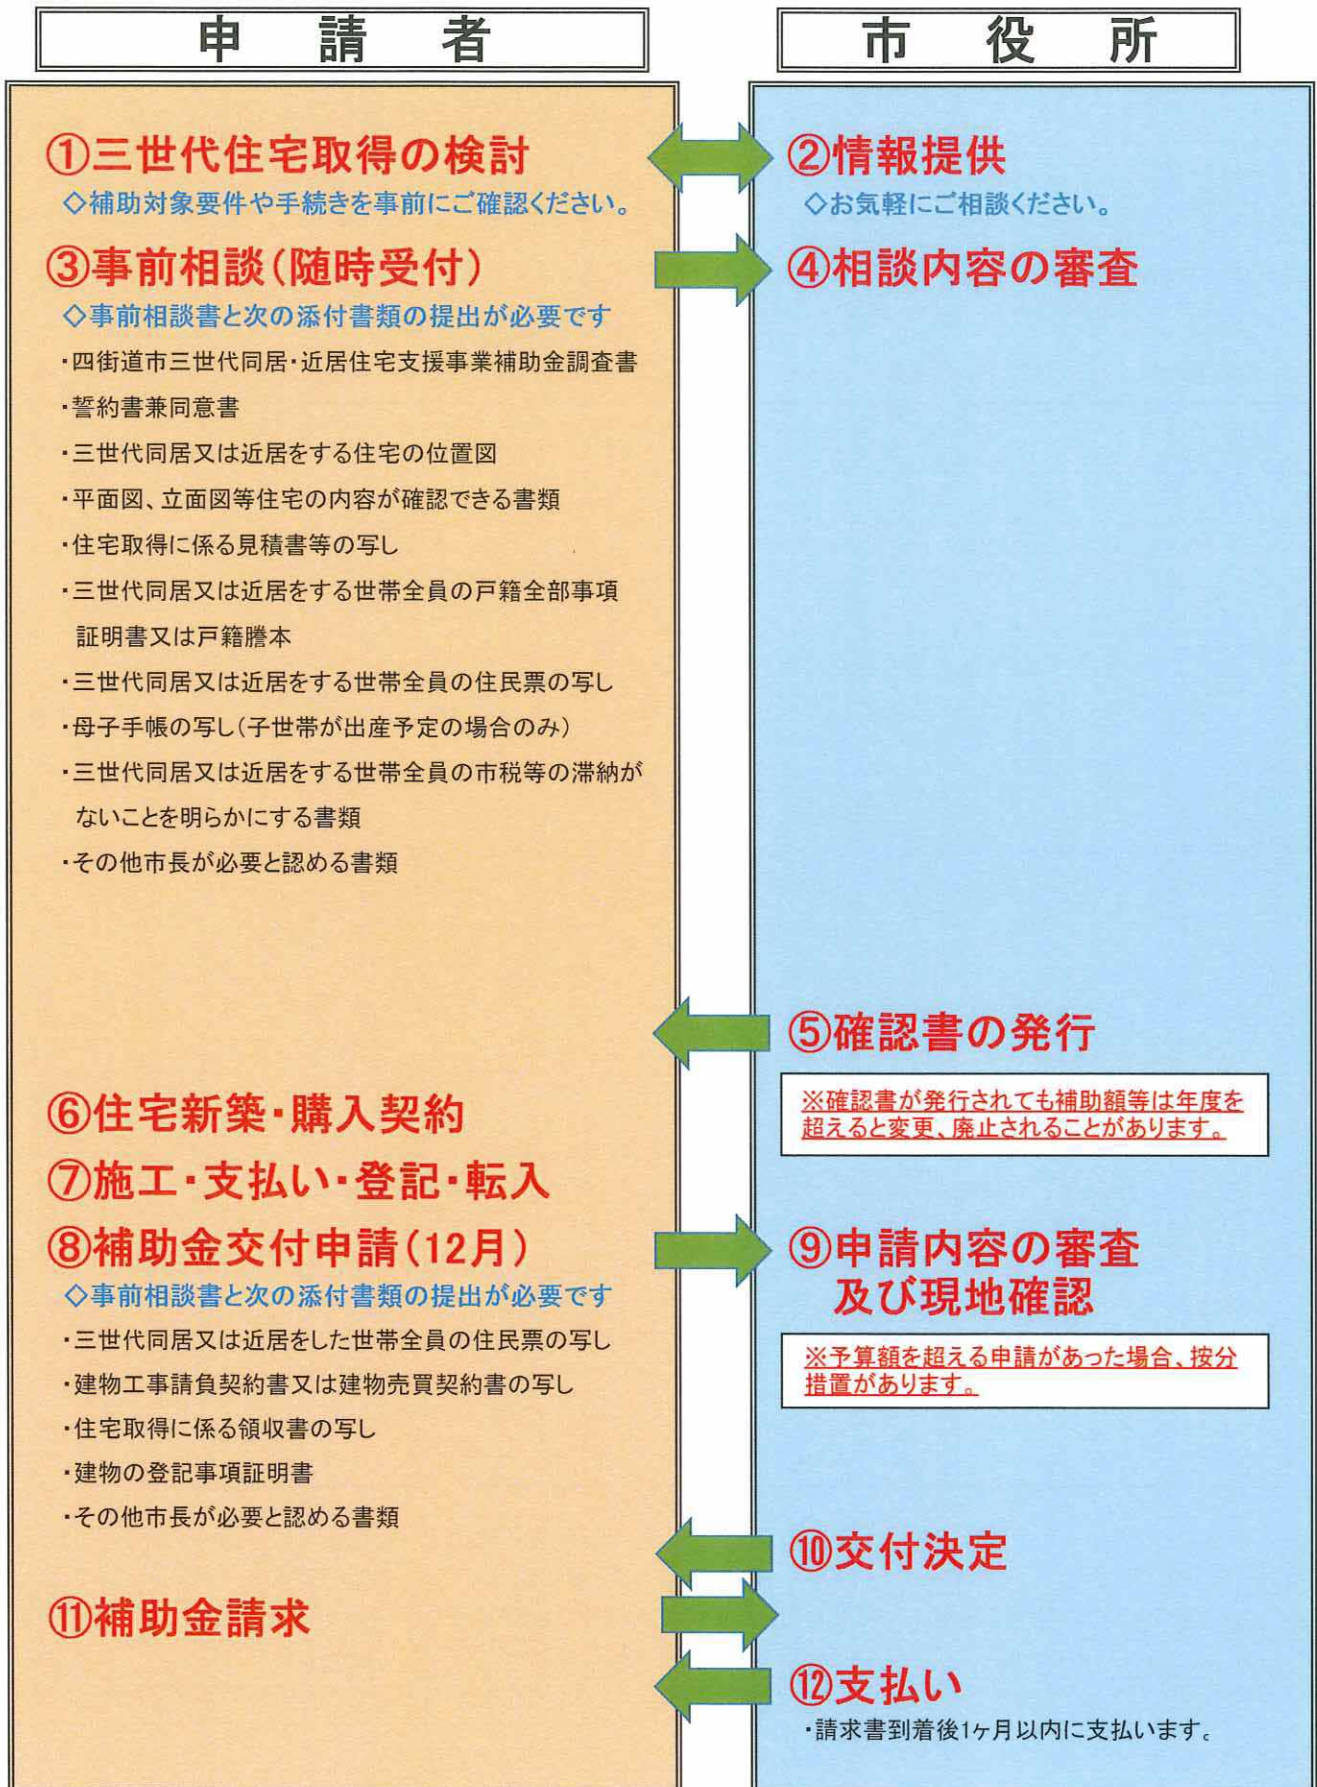 申請者
市役所
①三世代住宅取得の検討
◇補助対象要件や手続きを事前にご確認ください。
②情報提供
◇お気軽にご相談ください。
③事前相談(随時受付)
◇事前相談書と次の添付書類の提出が必要です
④相談内容の審査
・四街道市三世代同居・近居住宅支援事業補助金調査書
・誓約書兼同意書
・三世代同居又は近居をする住宅の位置図
・平面図、立面図等住宅の内容が確認できる書類
・住宅取得に係る見積書等の写し
・三世代同居又は近居をする世帯全員の戸籍全部事項
証明書又は戸籍謄本
・三世代同居又は近居をする世帯全員の住民票の写し
・母子手帳の写し(子世帯が出産予定の場合のみ)
・三世代同居又は近居をする世帯全員の市税等の滞納が
ないことを明らかにする書類
・その他市長が必要と認める書類
⑤確認書の発行
※確認書が発行されても補助額等は年度を
超えると変更、廃止されることがあります。
⑥住宅新築・購入契約
⑦施工・支払い・登記・転入
⑧補助金交付申請(12月)
◇事前相談書と次の添付書類の提出が必要です
・三世代同居又は近居をした世帯全員の住民票の写し
・建物工事請負契約書又は建物売買契約書の写し
・住宅取得に係る領収書の写し
・建物の登記事項証明書
・その他市長が必要と認める書類
⑨申請内容の審査
及び現地確認
※予算額を超える申請があった場合、按分
措置があります。
⑩交付決定
⑪補助金請求
⑫支払い
・請求書到着後1ヶ月以内に支払います。